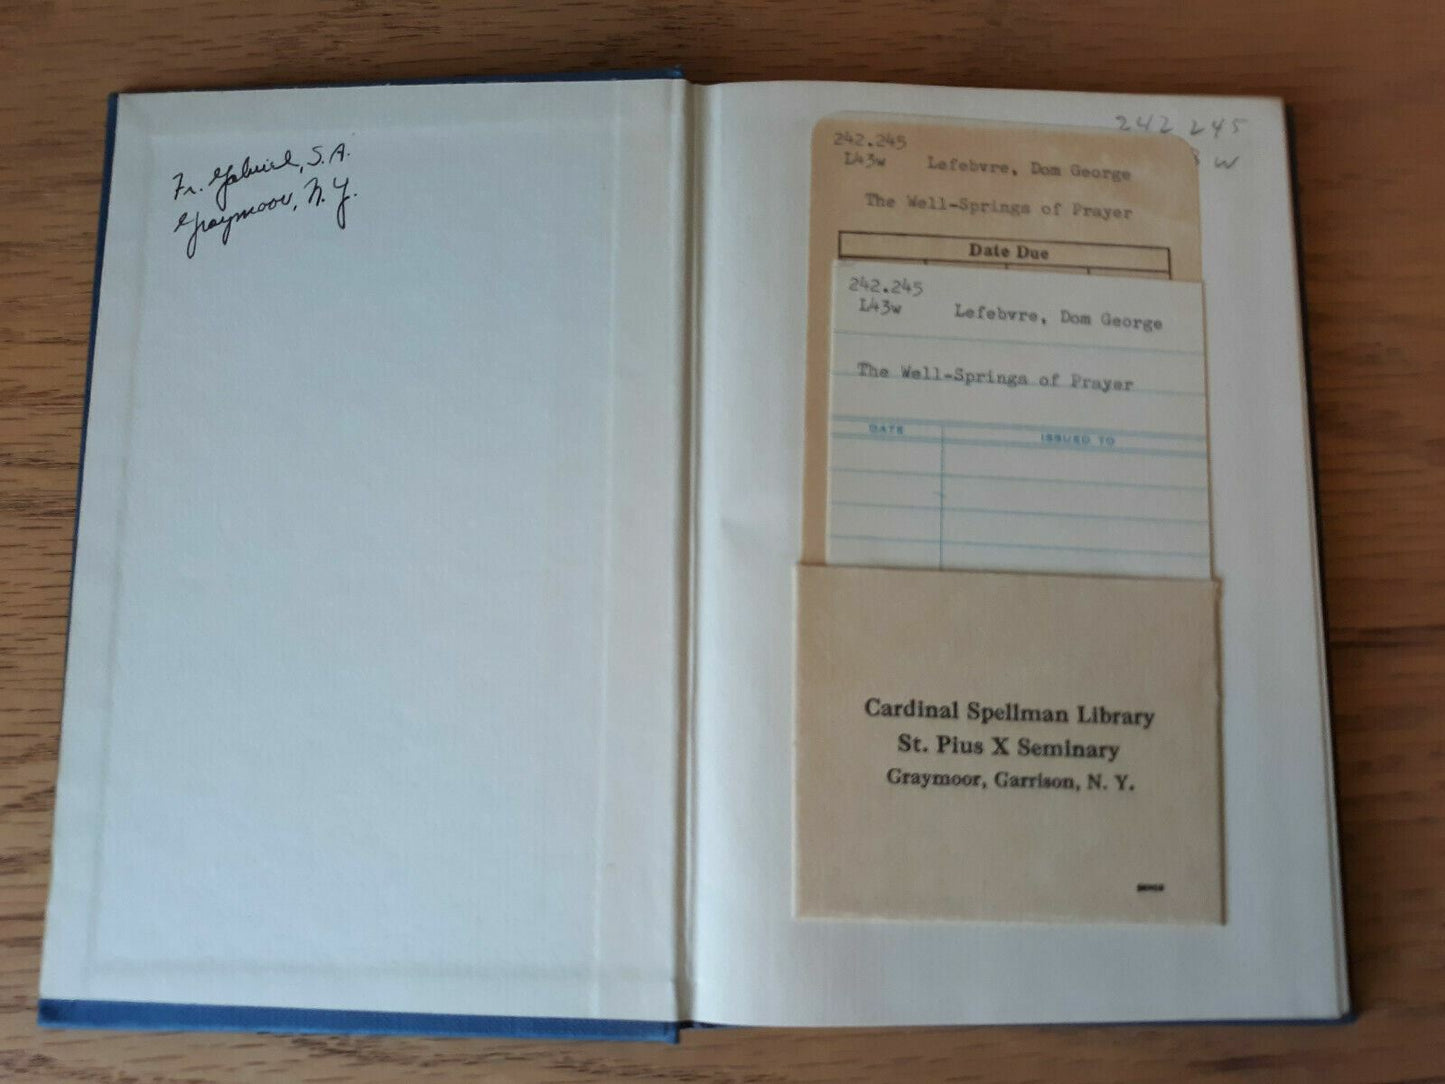 Fr. Gabriel, S.A.
Graymoor, N.Y.
242 245
W
242.245
L43w Lefebvre, Dom George
The Well-Springs of Prayer
Date Due
242.245
L43w Lefebvre, Dom George
The Well-Springs of Prayer
DATE ISSUED TO
Cardinal Spellman Library
St. Pius X Seminary
Graymoor, Garrison, N. Y.